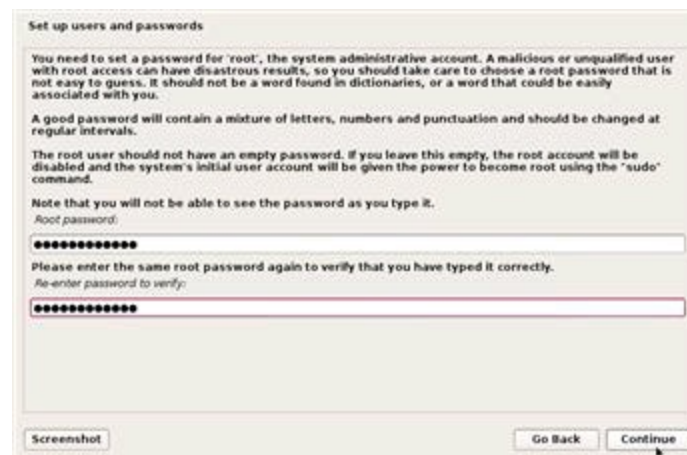 Set up users and passwords
You need to set a password for 'root', the system administrative account. A malicious or unqualified user
with root access can have disastrous results, so you should take care to choose a root password that is
not easy to guess. It should not be a word found in dictionaries, or a word that could be easily
associated with you.
A good password will contain a mixture of letters, numbers and punctuation and should be changed at
regular intervals.
The root user should not have an empty password. If you leave this empty, the root account will be
disabled and the system's initial user account will be given the power to become root using the "sudo"
command.
Note that you will not be able to see the password as you type it.
Root password:
●●●●●●●●●●●●
Please enter the same root password again to verify that you have typed it correctly.
Re-enter password to verify:
●●●●●●●●●●●●
Screenshot
Go Back
Continue